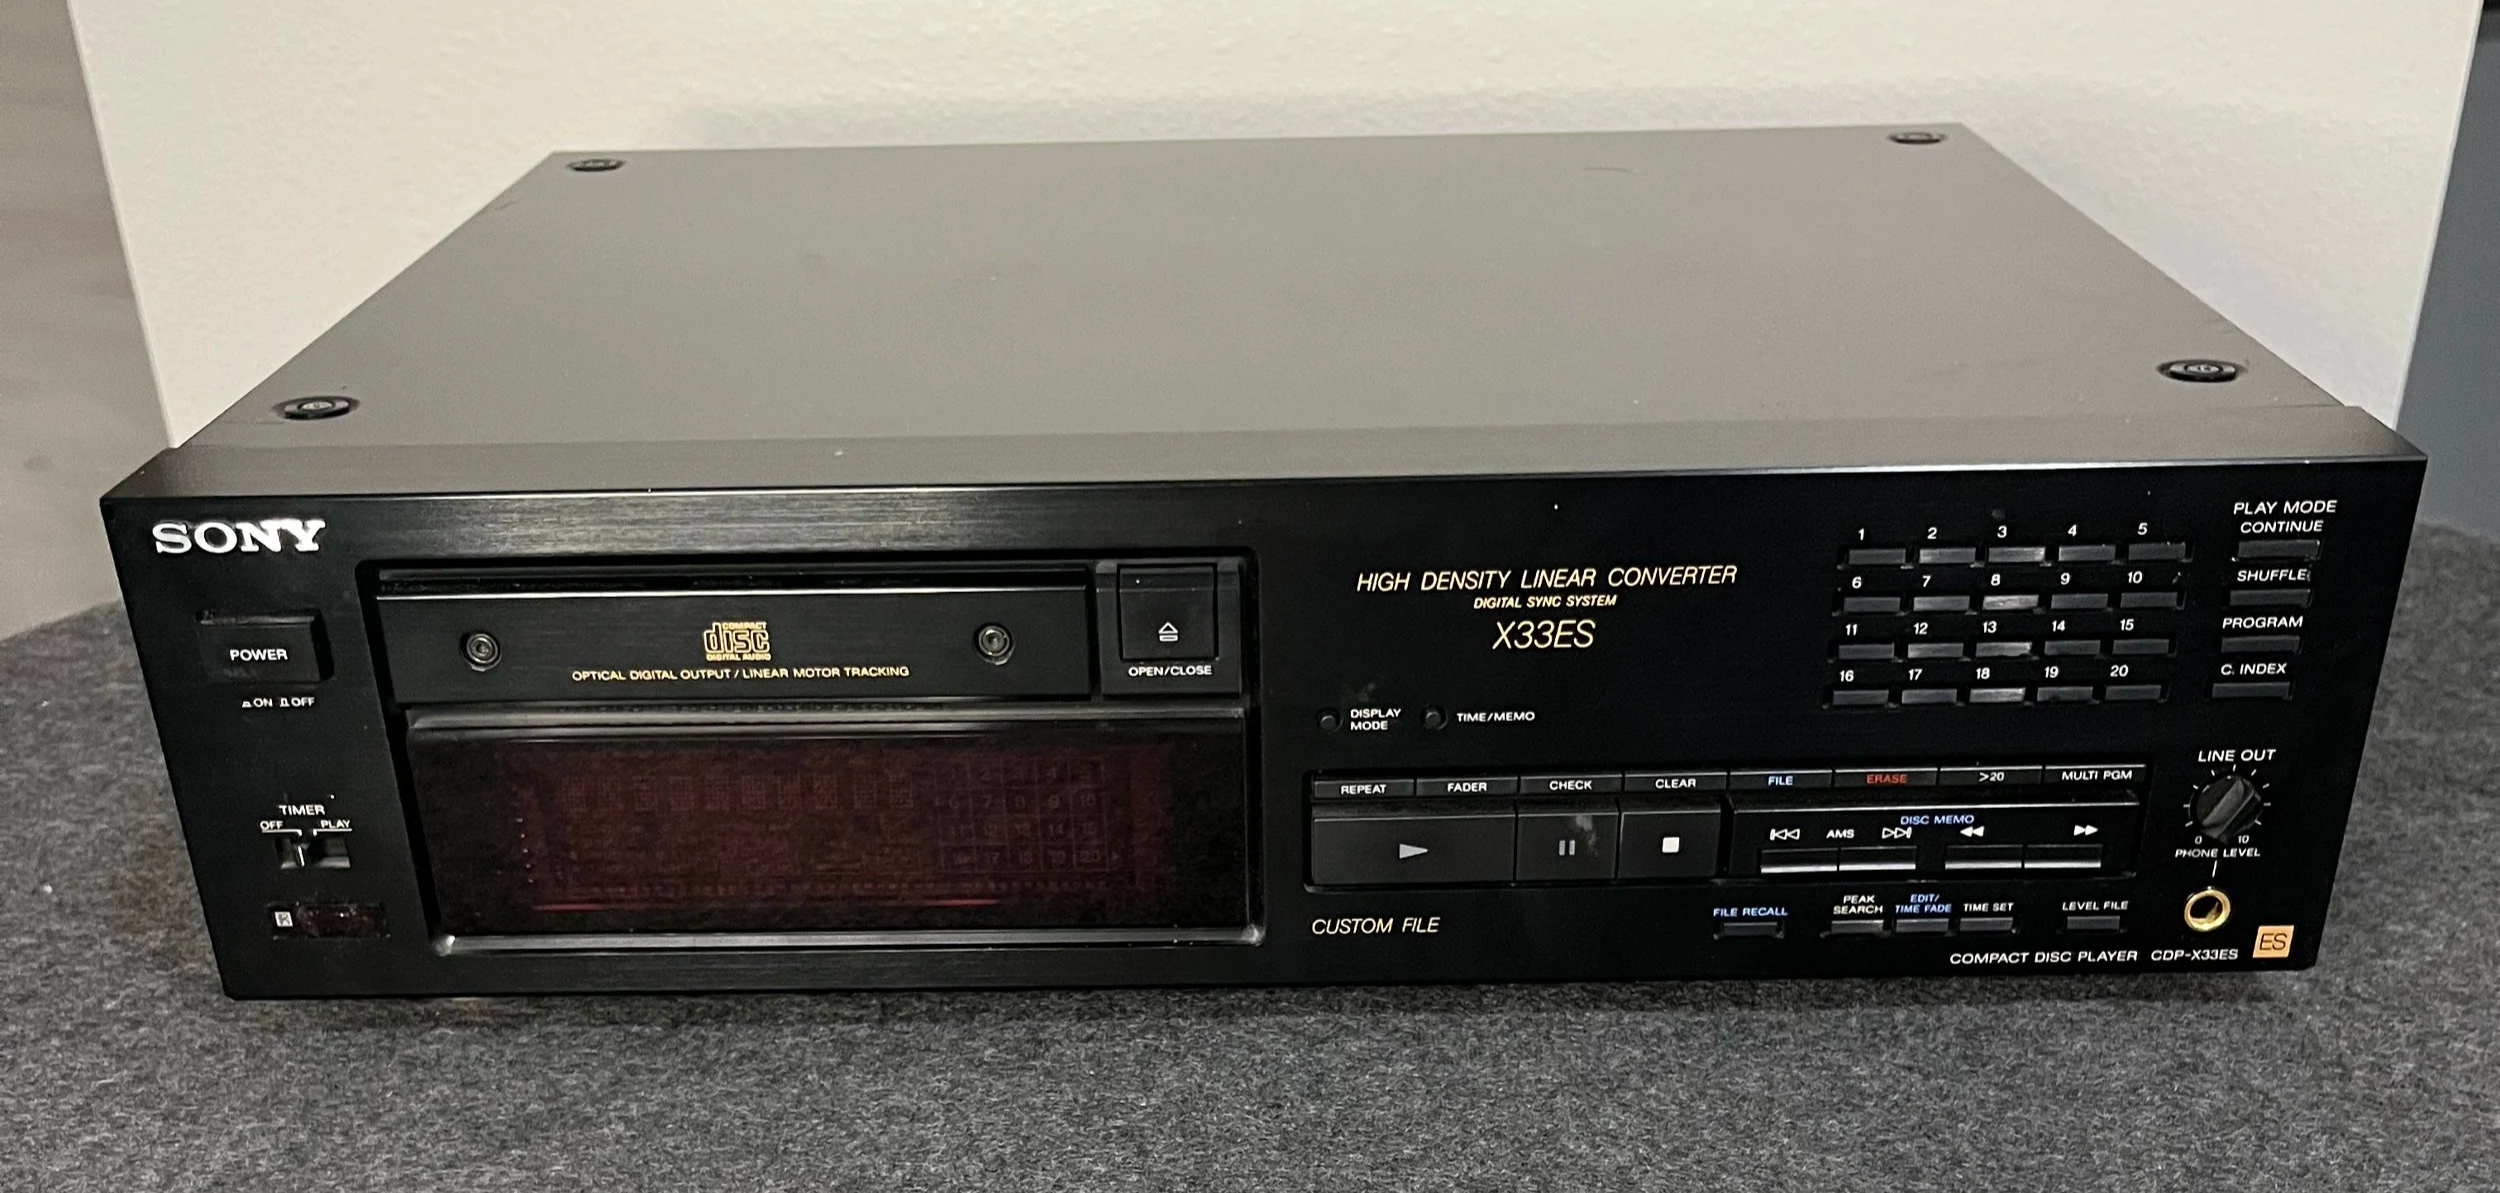 SONY
POWER
ON OFF
TIMER
OFF PLAY
R
COMPACT
disc
DIGITAL AUDIO
OPTICAL DIGITAL OUTPUT / LINEAR MOTOR TRACKING
OPEN/CLOSE
HIGH DENSITY LINEAR CONVERTER
DIGITAL SYNC SYSTEM
X33ES
DISPLAY
MODE
TIME/MEMO
1 2 3 4 5
6 7 8 9 10
11 12 13 14 15
16 17 18 19 20
PLAY MODE
CONTINUE
SHUFFLE
PROGRAM
C. INDEX
REPEAT FADER CHECK CLEAR FILE ERASE >20 MULTI PGM
DISC MEMO
AMS
LINE OUT
0 10
PHONE LEVEL
CUSTOM FILE
FILE RECALL
PEAK
SEARCH
EDIT/
TIME FADE
TIME SET
LEVEL FILE
COMPACT DISC PLAYER CDP-X33ES
ES